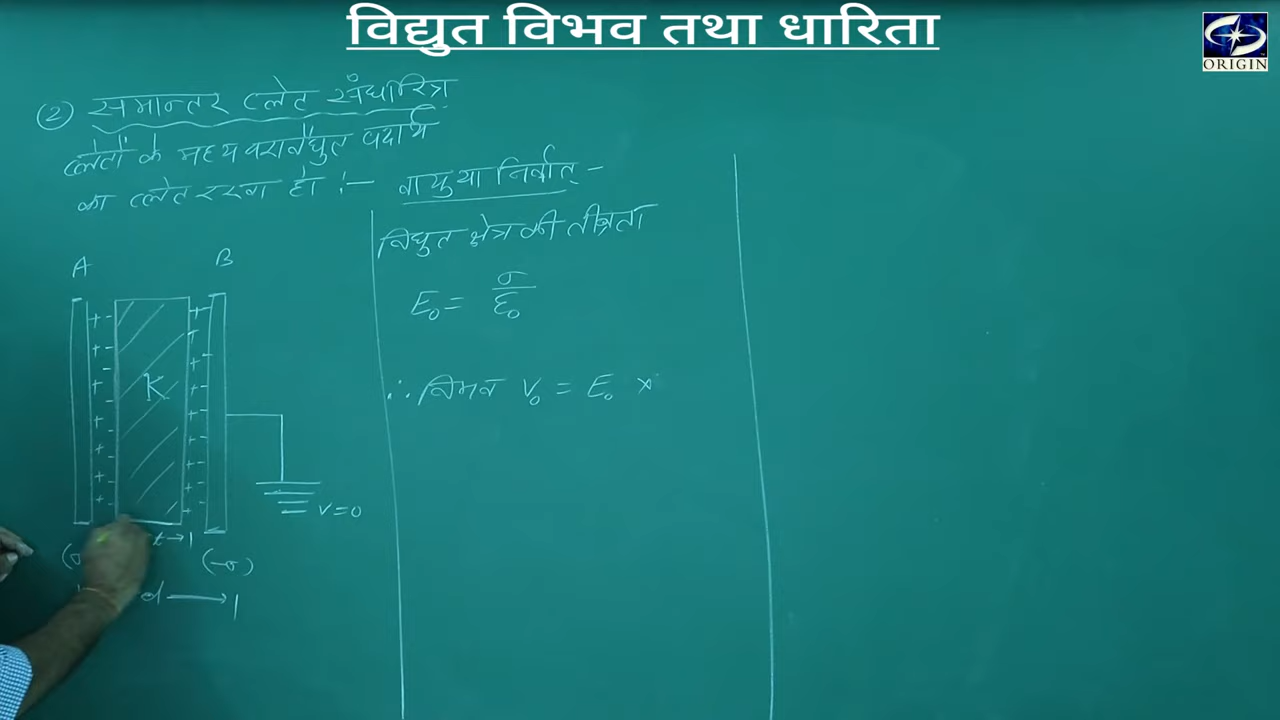 विद्युत विभव तथा धारिता
ORIGIN
(2) समान्तर प्लेट संधारित्र
प्लेटों के मध्य परावैद्युत पदार्थ
का प्लेट रखा हो :-
वायु या निर्वात् -
विद्युत क्षेत्र की तीव्रता
E₀ = σ/ε₀
∴ विभव V₀ = E₀ ×
A B
+ -
K
V=0
t→|
(σ (-σ)
d →|